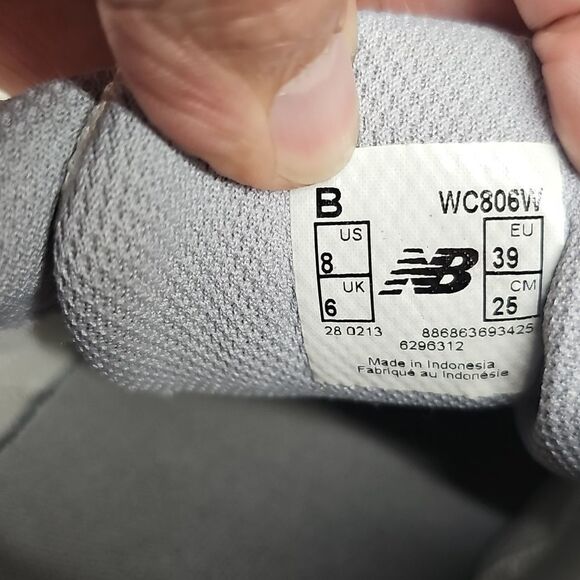 B WC806W
US EU
8 39
NB
UK CM
6 25
28 0213 886863693425
6296312
Made in Indonesia
Fabriqué au Indonésie